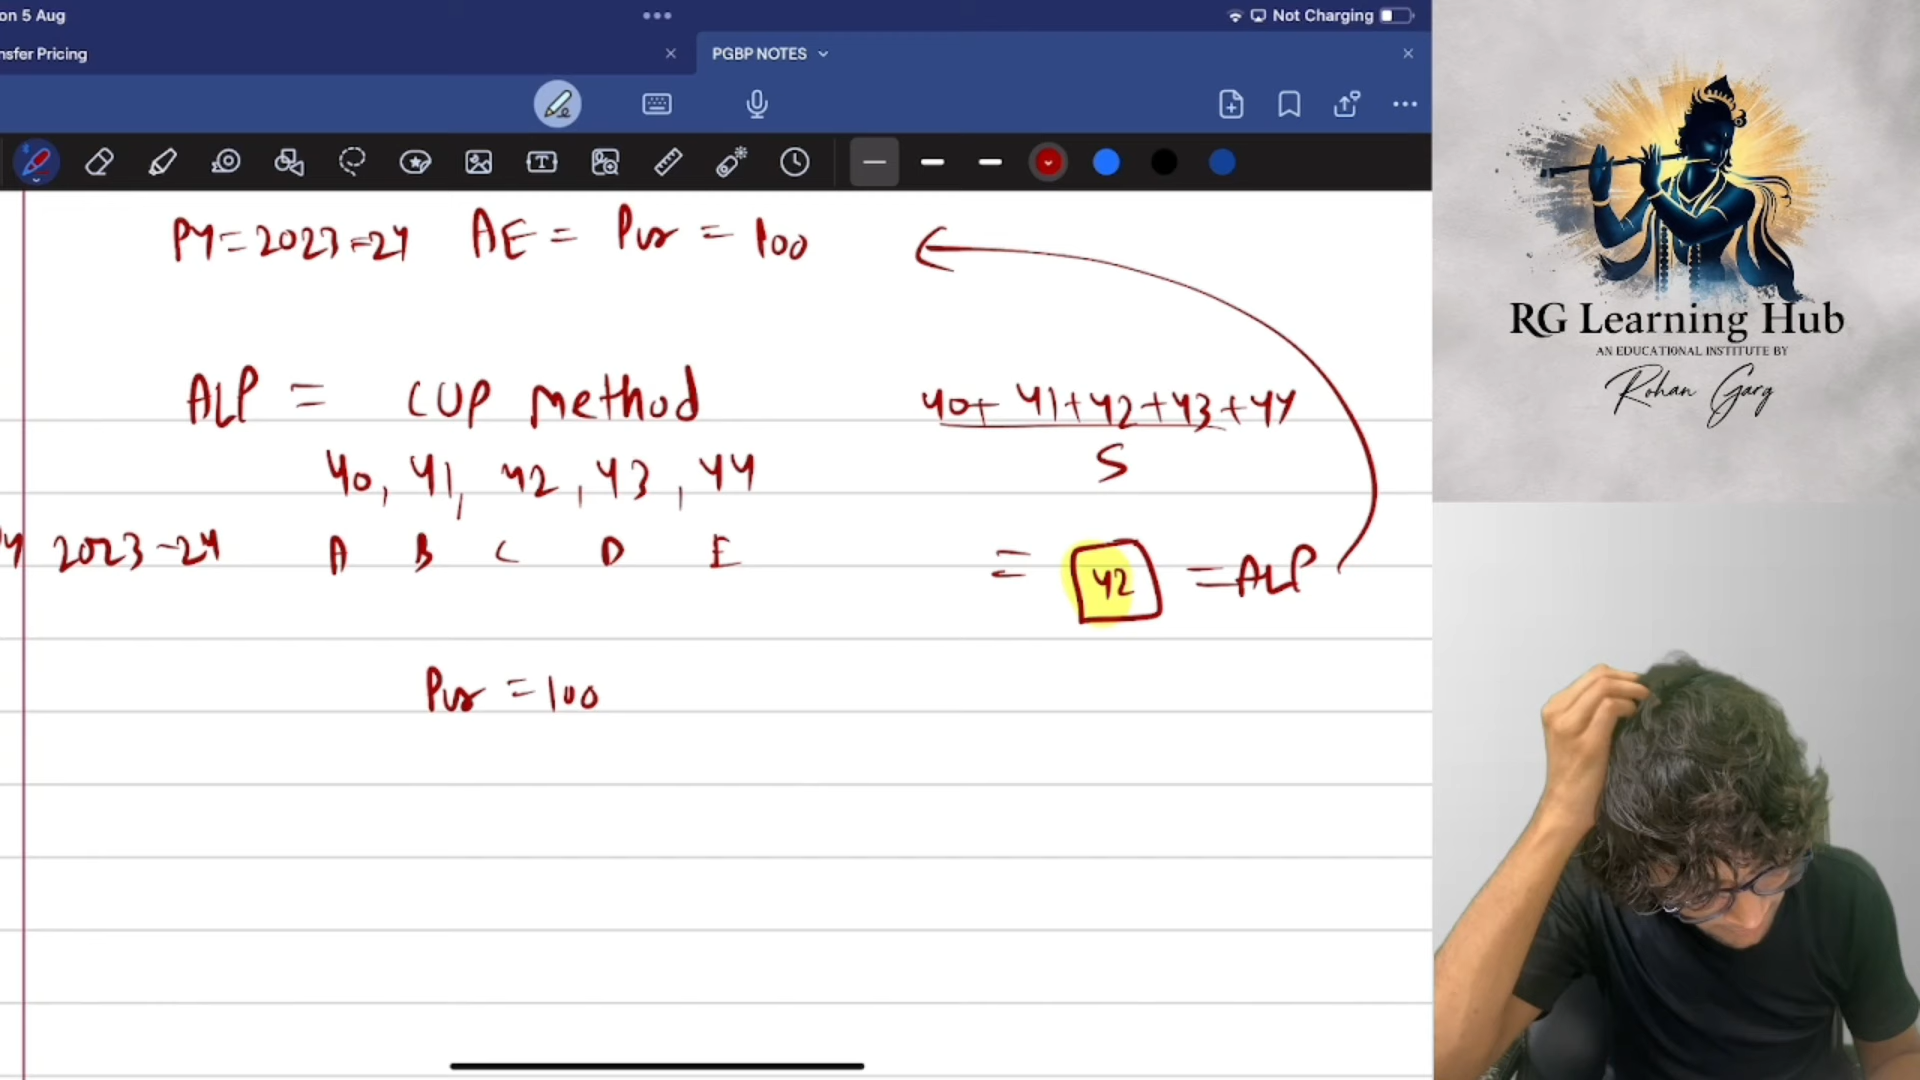 on 5 Aug
Not Charging
nsfer Pricing
PGBP NOTES
PY = 2023-24 AE = Pur = 100
ALP = CUP method
40, 41, 42, 43, 44
2023-24 A B C D E
40+ 41+42+43+44
5
= 42 = ALP
Pur = 100
RG Learning Hub
AN EDUCATIONAL INSTITUTE BY
Rohan Garg